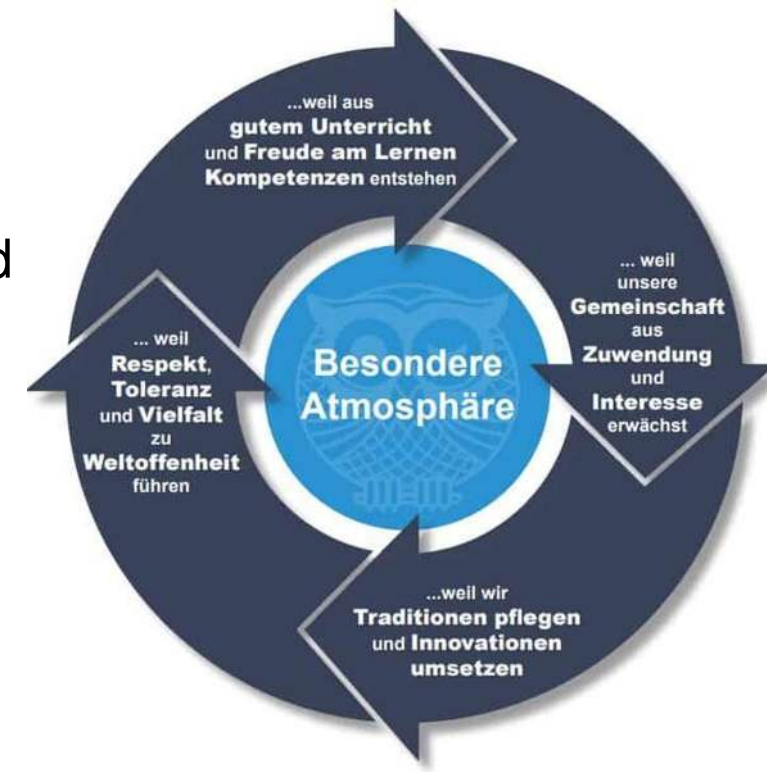 ...weil aus
gutem Unterricht
und Freude am Lernen
Kompetenzen entstehen
... weil
unsere
Gemeinschaft
aus
Zuwendung
und
Interesse
erwächst
...weil wir
Traditionen pflegen
und Innovationen
umsetzen
... weil
Respekt,
Toleranz
und Vielfalt
zu
Weltoffenheit
führen
Besondere
Atmosphäre
d